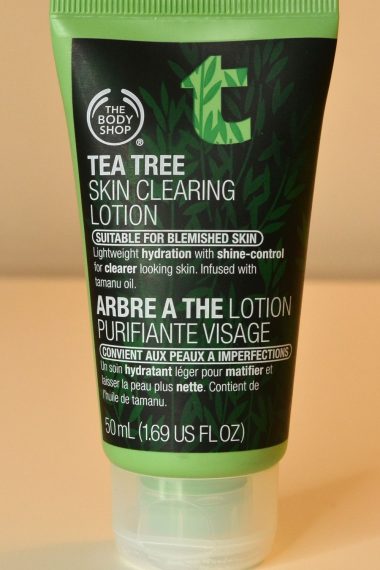 t
THE
BODY
SHOP®
TEA TREE
SKIN CLEARING
LOTION
SUITABLE FOR BLEMISHED SKIN
Lightweight hydration with shine-control
for clearer looking skin. Infused with
tamanu oil.
ARBRE A THE LOTION
PURIFIANTE VISAGE
CONVIENT AUX PEAUX A IMPERFECTIONS
Un soin hydratant léger pour matifier et
laisser la peau plus nette. Contient de
l'huile de tamanu.
50 mL (1.69 US FL OZ)